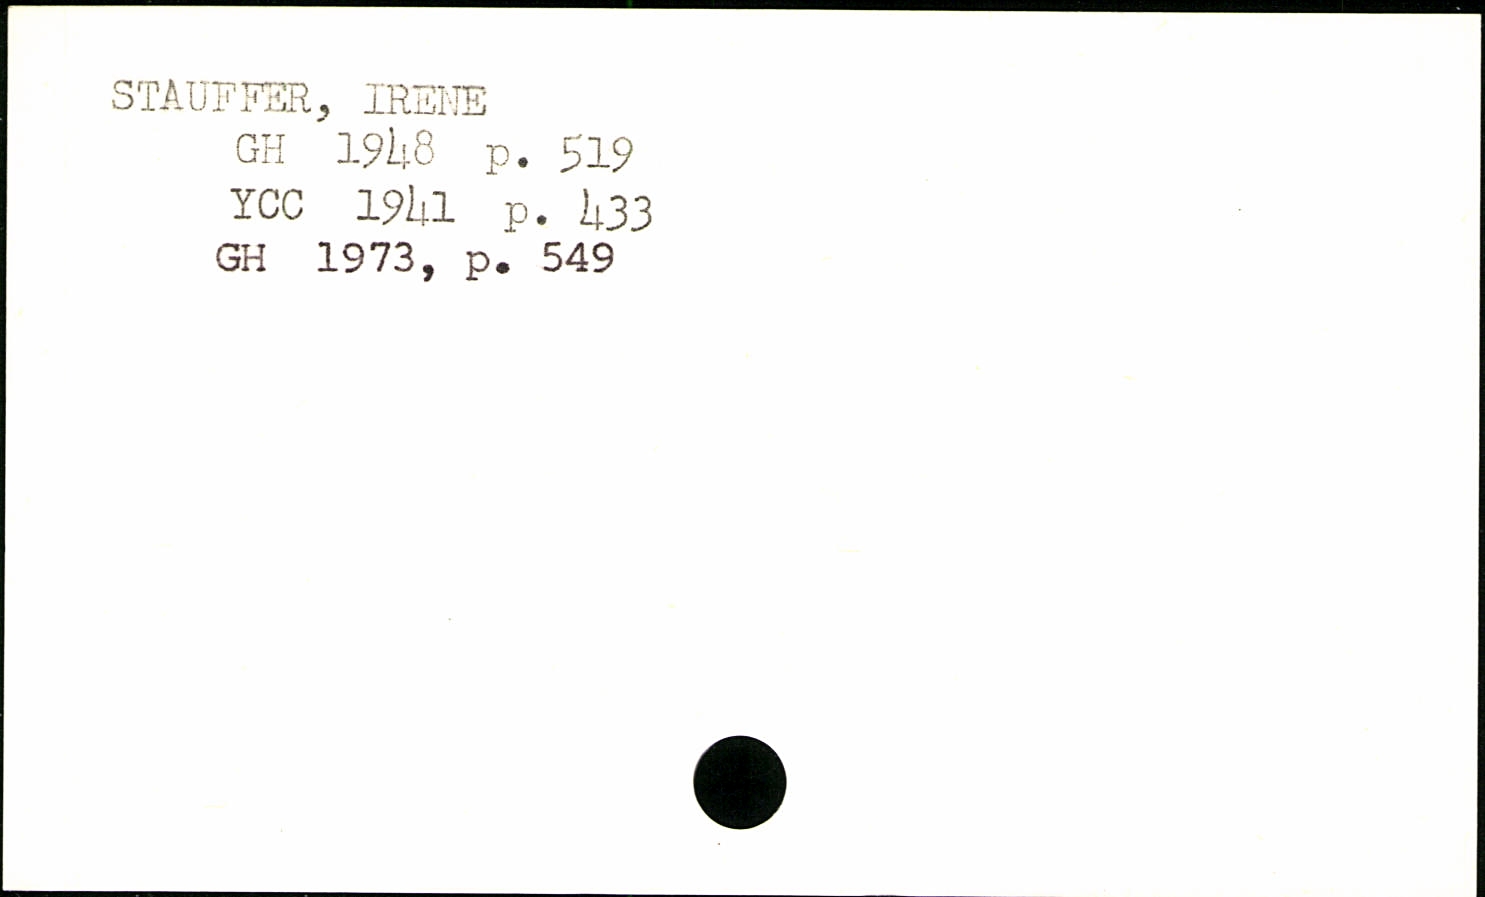 STAUFFER, IRENE
GH 1948 p. 519
YCC 1941 p. 433
GH 1973, p. 549